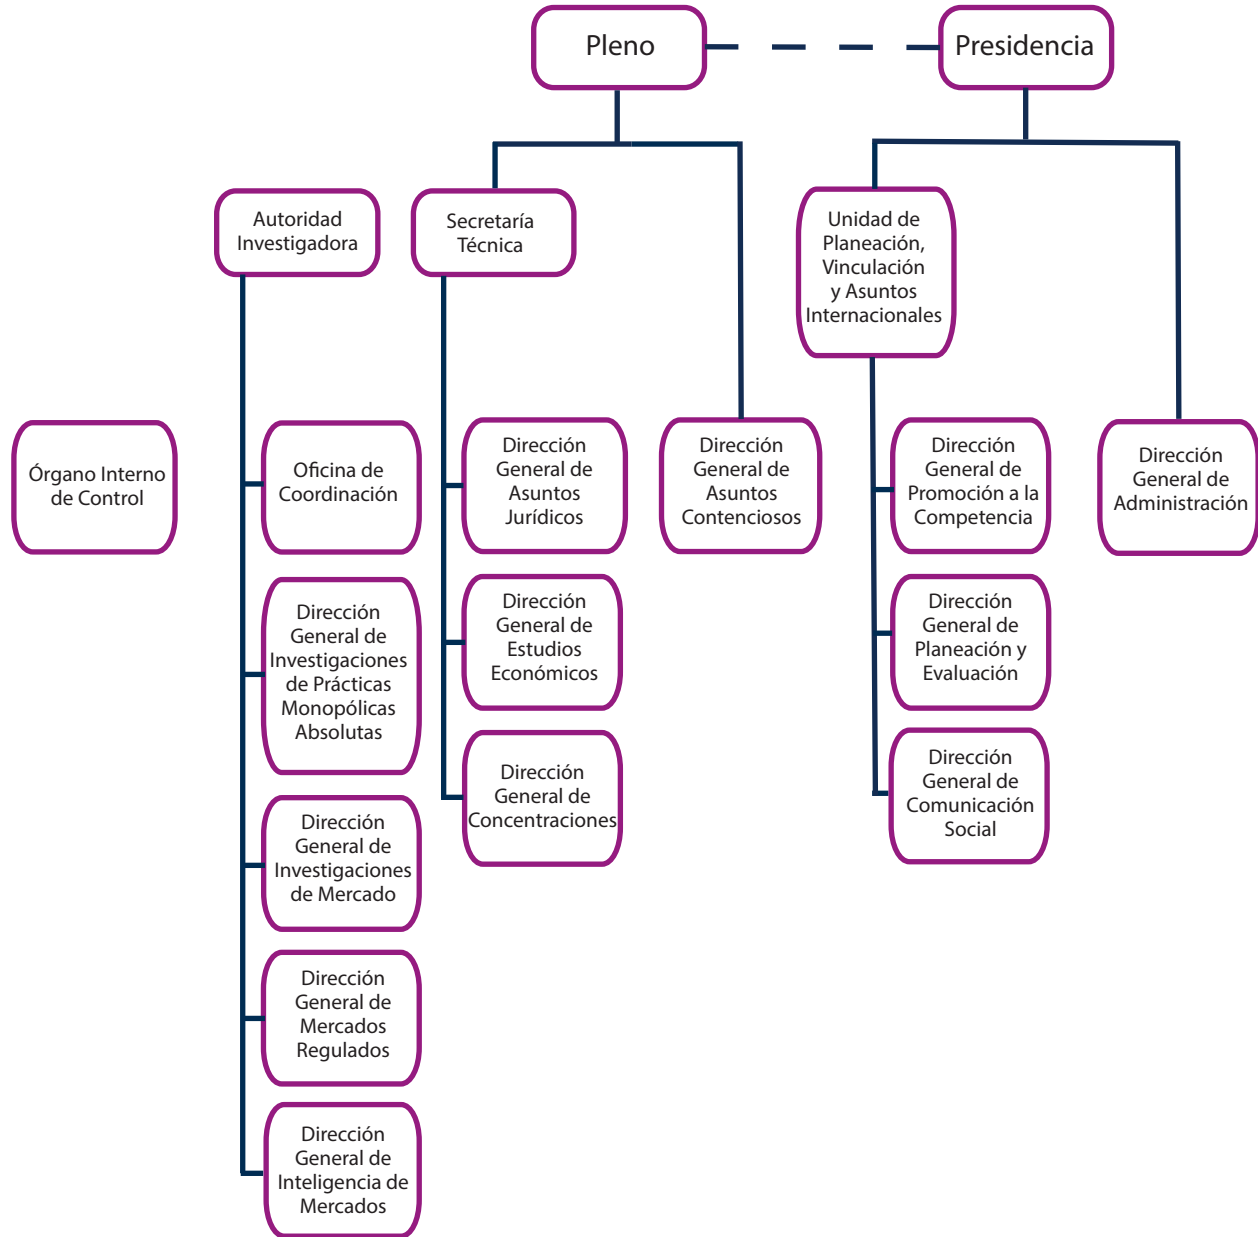 Pleno
Presidencia
Autoridad
Investigadora
Secretaría
Técnica
Unidad de
Planeación,
Vinculación
y Asuntos
Internacionales
Órgano Interno
de Control
Oficina de
Coordinación
Dirección
General de
Asuntos
Jurídicos
Dirección
General de
Asuntos
Contenciosos
Dirección
General de
Promoción a la
Competencia
Dirección
General de
Administración
Dirección
General de
Investigaciones
de Prácticas
Monopólicas
Absolutas
Dirección
General de
Estudios
Económicos
Dirección
General de
Planeación y
Evaluación
Dirección
General de
Investigaciones
de Mercado
Dirección
General de
Concentraciones
Dirección
General de
Comunicación
Social
Dirección
General de
Mercados
Regulados
Dirección
General de
Inteligencia de
Mercados